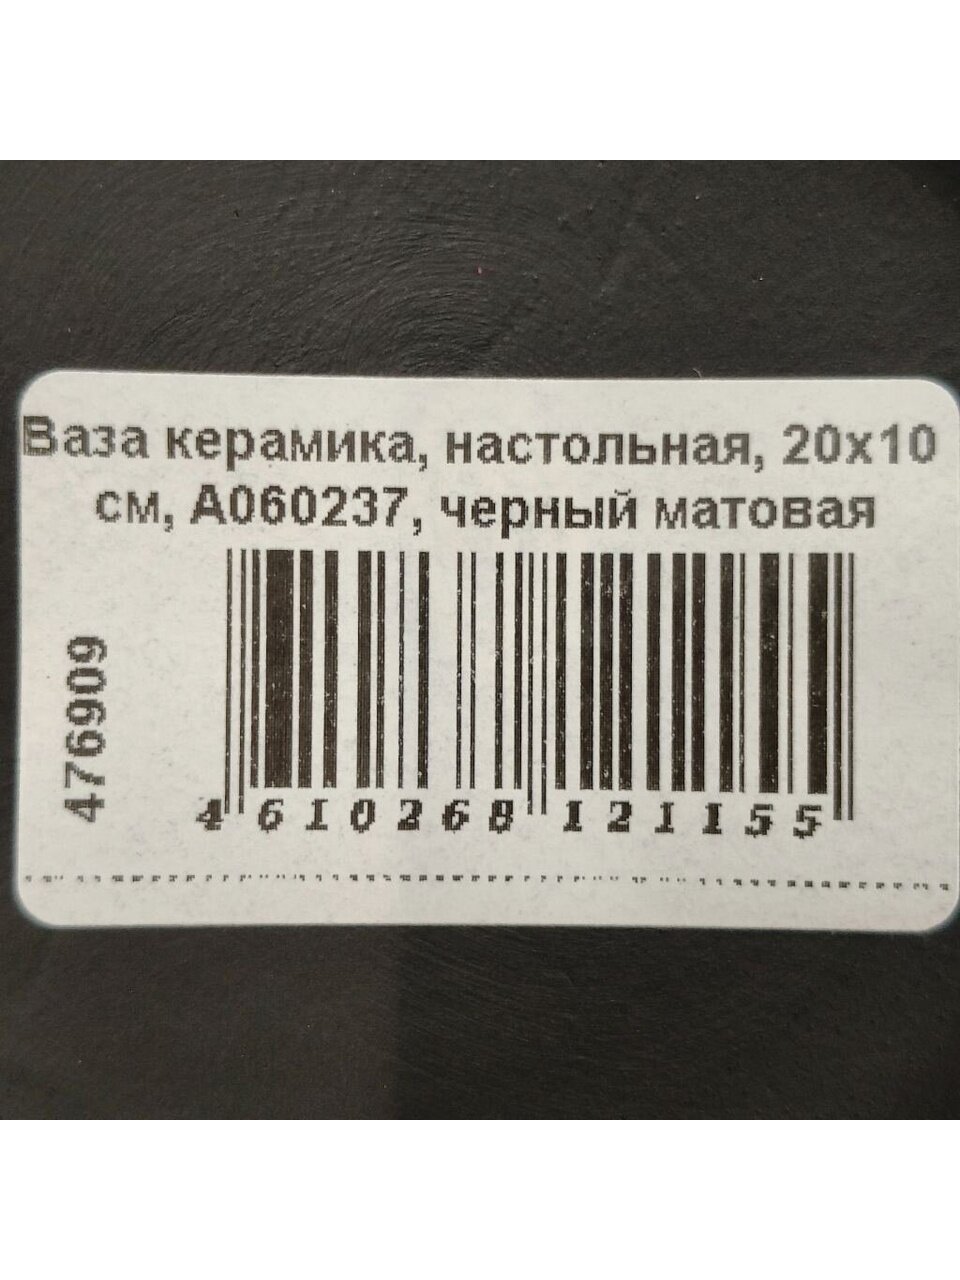 Ваза керамика, настольная, 20х10
см, А060237, черный матовая
476909
4 610268 121155